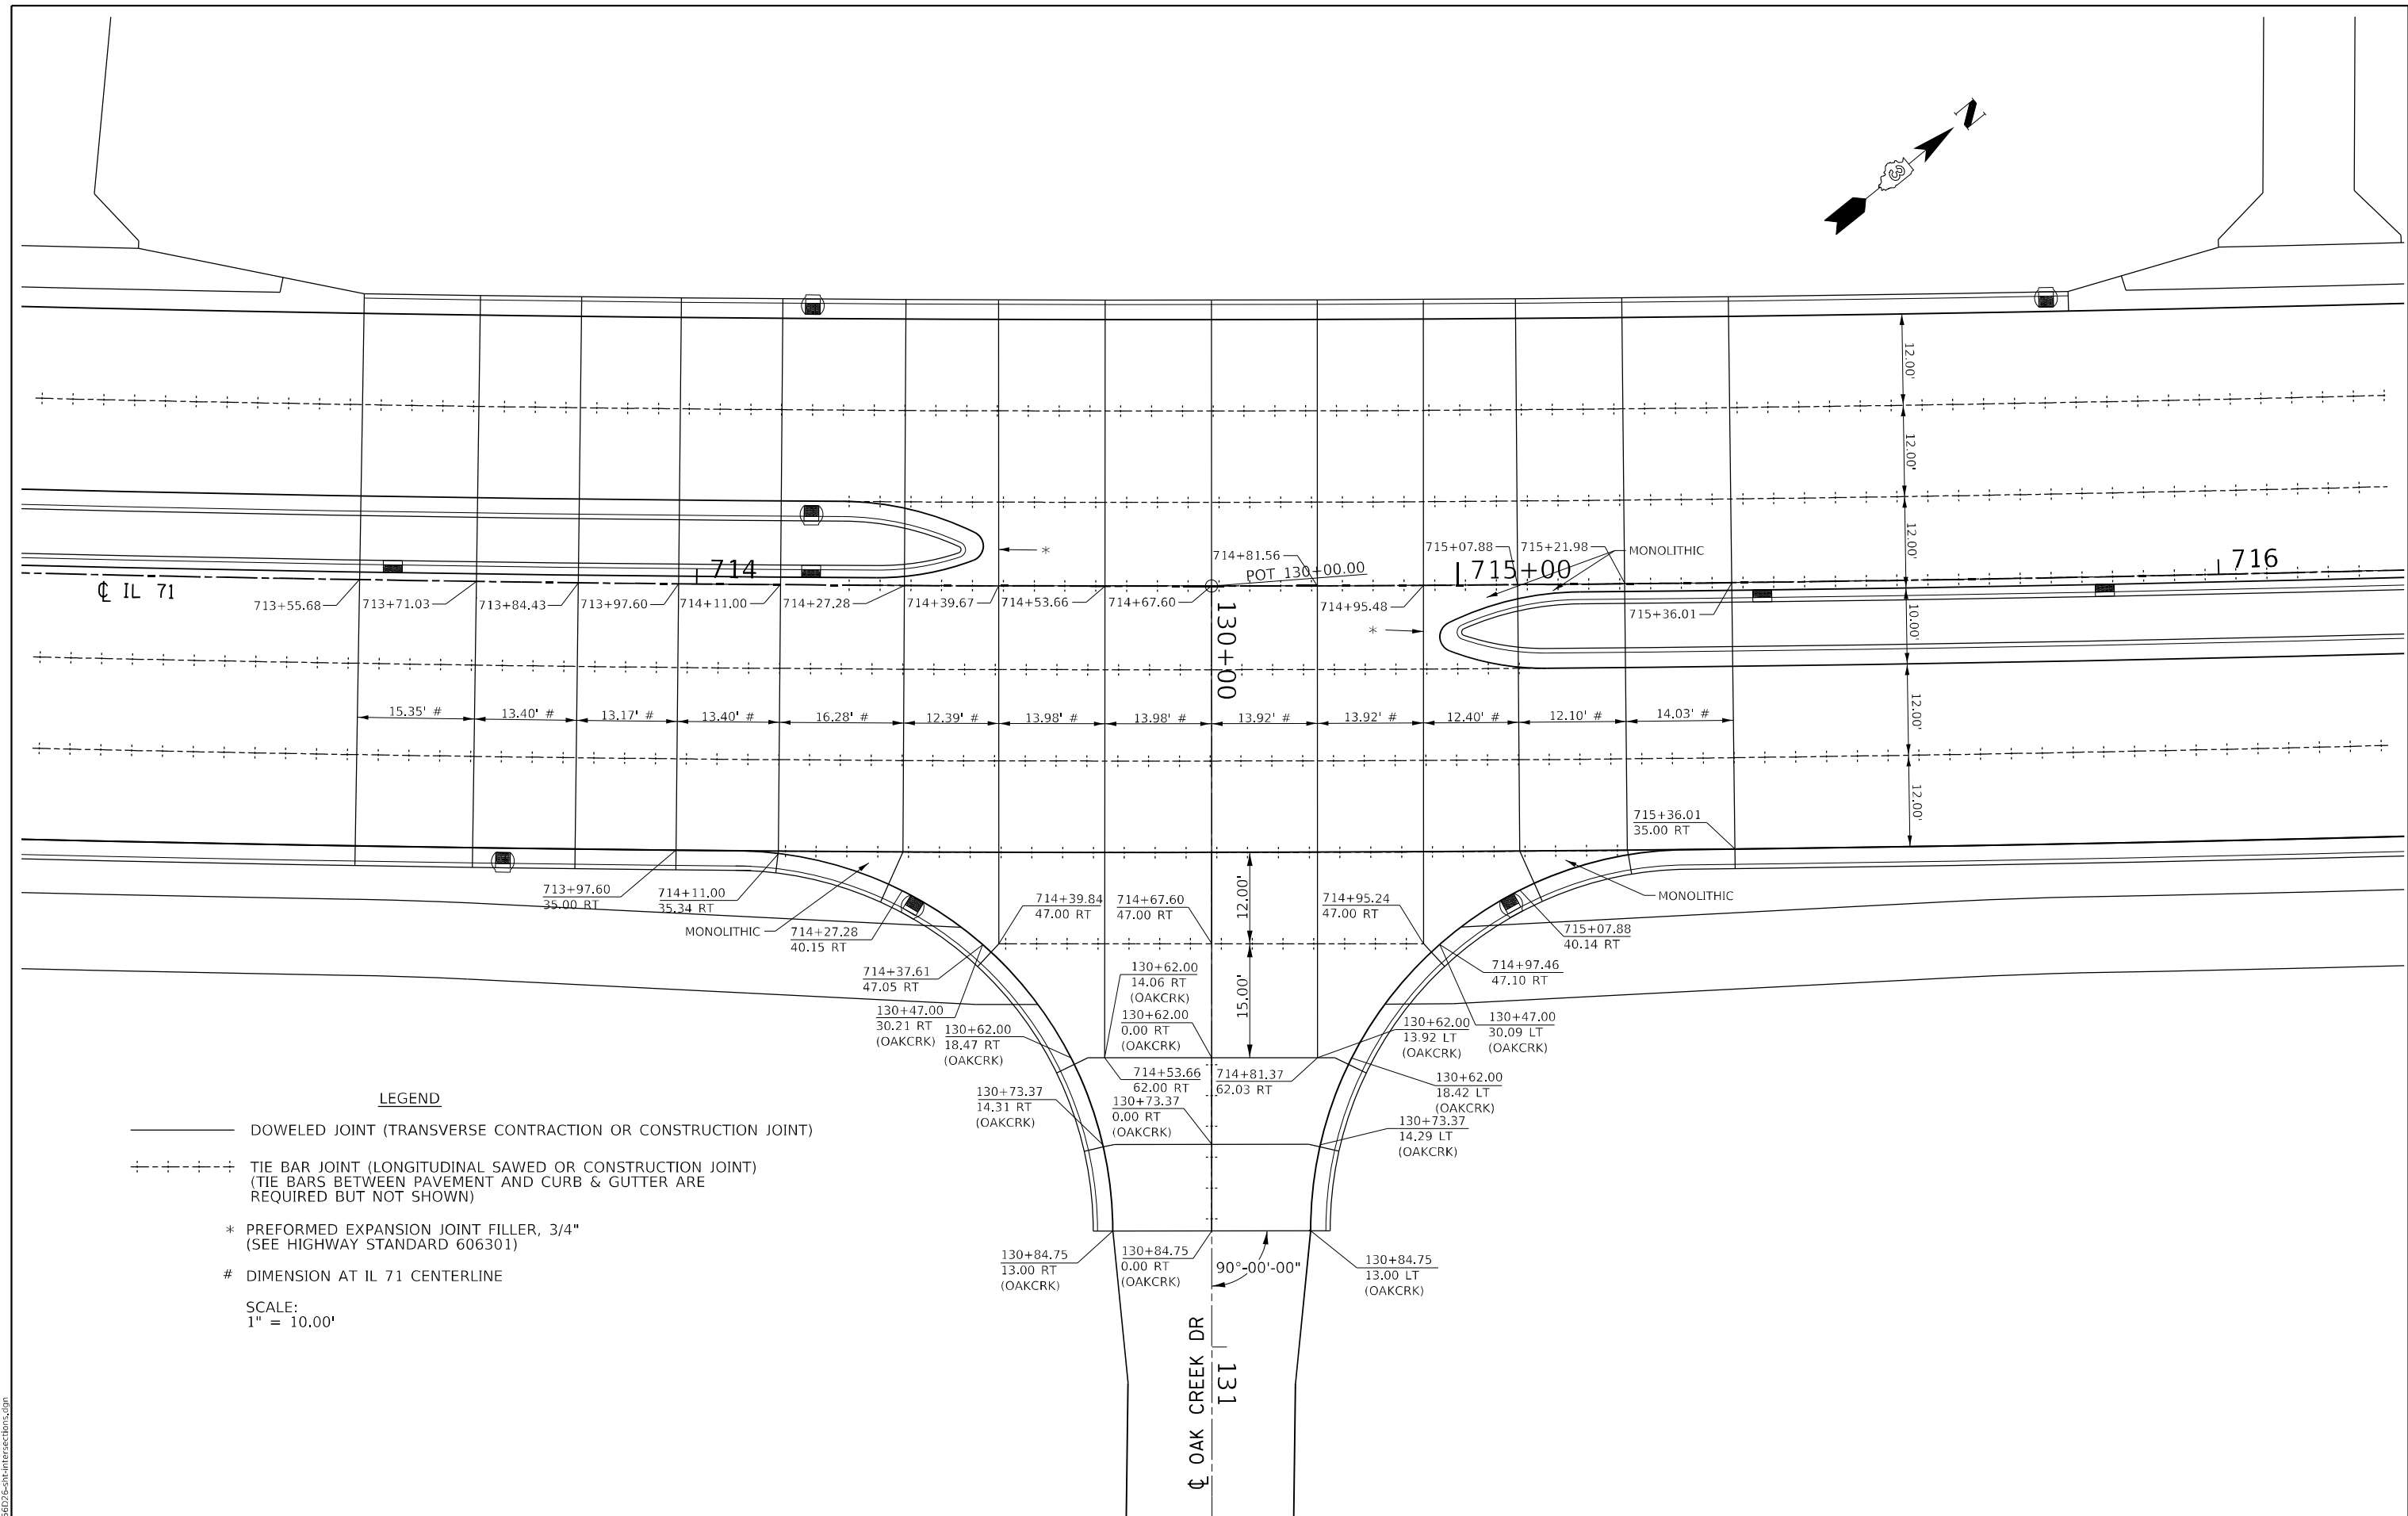 N
3
12.00'
12.00'
12.00'
10.00'
12.00'
12.00'
℄ IL 71
714
715+00
716
POT 130+00.00
130+00
MONOLITHIC
*
*
713+55.68
713+71.03
713+84.43
713+97.60
714+11.00
714+27.28
714+39.67
714+53.66
714+67.60
714+81.56
714+95.48
715+07.88
715+21.98
715+36.01
15.35' #
13.40' #
13.17' #
13.40' #
16.28' #
12.39' #
13.98' #
13.98' #
13.92' #
13.92' #
12.40' #
12.10' #
14.03' #
715+36.01
35.00 RT
713+97.60
35.00 RT
714+11.00
35.34 RT
MONOLITHIC
714+27.28
40.15 RT
714+37.61
47.05 RT
130+47.00
30.21 RT
(OAKCRK)
130+62.00
18.47 RT
(OAKCRK)
714+39.84
47.00 RT
714+67.60
47.00 RT
12.00'
15.00'
714+95.24
47.00 RT
MONOLITHIC
715+07.88
40.14 RT
714+97.46
47.10 RT
130+47.00
30.09 LT
(OAKCRK)
130+62.00
14.06 RT
(OAKCRK)
130+62.00
0.00 RT
(OAKCRK)
130+62.00
13.92 LT
(OAKCRK)
714+53.66
62.00 RT
714+81.37
62.03 RT
130+62.00
18.42 LT
(OAKCRK)
130+73.37
14.31 RT
(OAKCRK)
130+73.37
0.00 RT
(OAKCRK)
130+73.37
14.29 LT
(OAKCRK)
130+84.75
13.00 RT
(OAKCRK)
130+84.75
0.00 RT
(OAKCRK)
90°-00'-00"
130+84.75
13.00 LT
(OAKCRK)
℄ OAK CREEK DR
131
LEGEND
DOWELED JOINT (TRANSVERSE CONTRACTION OR CONSTRUCTION JOINT)
TIE BAR JOINT (LONGITUDINAL SAWED OR CONSTRUCTION JOINT)
(TIE BARS BETWEEN PAVEMENT AND CURB & GUTTER ARE
REQUIRED BUT NOT SHOWN)
* PREFORMED EXPANSION JOINT FILLER, 3/4"
(SEE HIGHWAY STANDARD 606301)
# DIMENSION AT IL 71 CENTERLINE
SCALE:
1" = 10.00'
66D26-sht-intersections.dgn